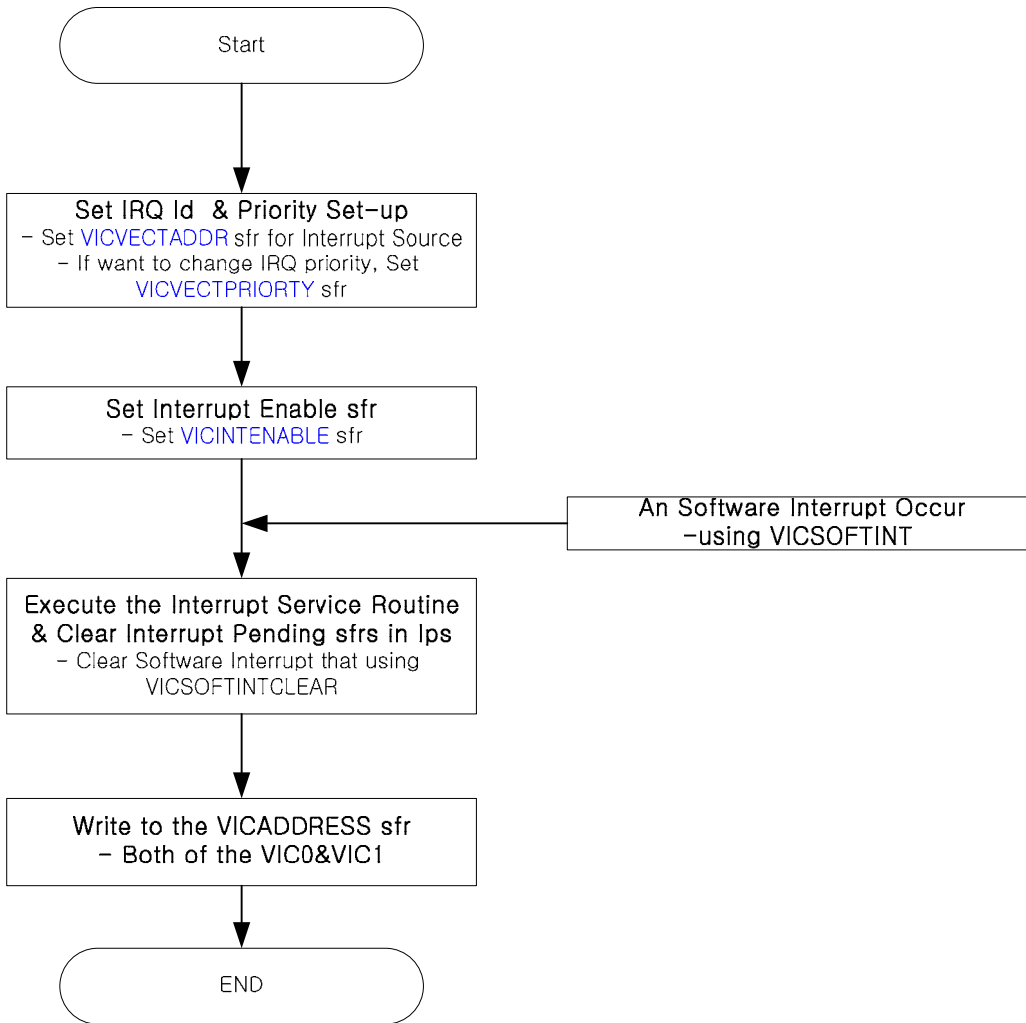 Start
Set IRQ Id & Priority Set-up
- Set VICVECTADDR sfr for Interrupt Source
- If want to change IRQ priority, Set
VICVECTPRIORTY sfr
Set Interrupt Enable sfr
- Set VICINTENABLE sfr
An Software Interrupt Occur
-using VICSOFTINT
Execute the Interrupt Service Routine
& Clear Interrupt Pending sfrs in Ips
- Clear Software Interrupt that using
VICSOFTINTCLEAR
Write to the VICADDRESS sfr
- Both of the VIC0&VIC1
END